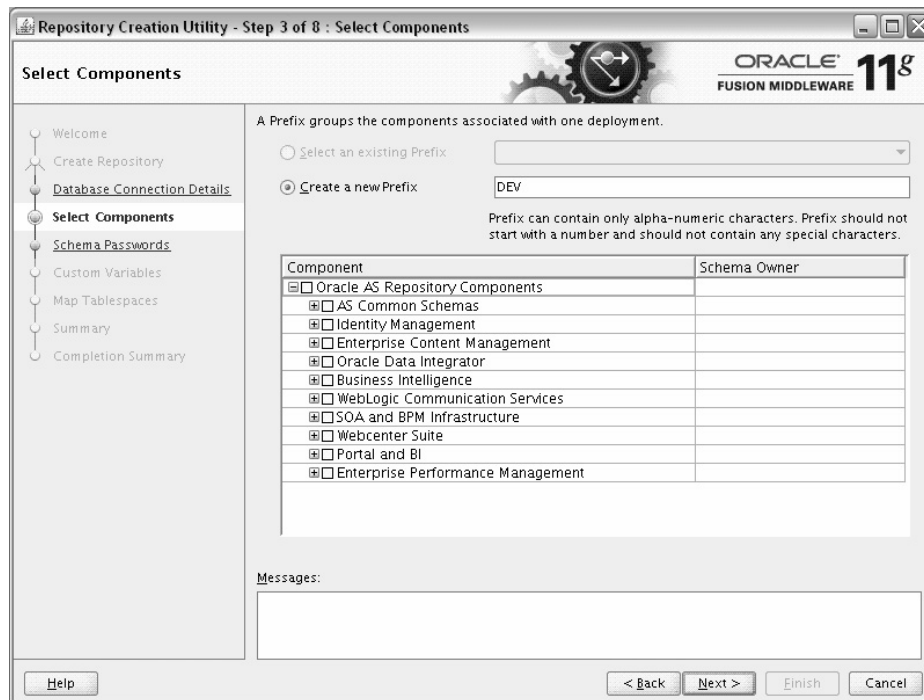 Repository Creation Utility - Step 3 of 8 : Select Components
Select Components
ORACLE
FUSION MIDDLEWARE
11g
Welcome
Create Repository
Database Connection Details
Select Components
Schema Passwords
Custom Variables
Map Tablespaces
Summary
Completion Summary
A Prefix groups the components associated with one deployment.
Select an existing Prefix
Create a new Prefix
DEV
Prefix can contain only alpha-numeric characters. Prefix should not
start with a number and should not contain any special characters.
Component Schema Owner
Oracle AS Repository Components
AS Common Schemas
Identity Management
Enterprise Content Management
Oracle Data Integrator
Business Intelligence
WebLogic Communication Services
SOA and BPM Infrastructure
Webcenter Suite
Portal and BI
Enterprise Performance Management
Messages:
Help
< Back
Next >
Finish
Cancel